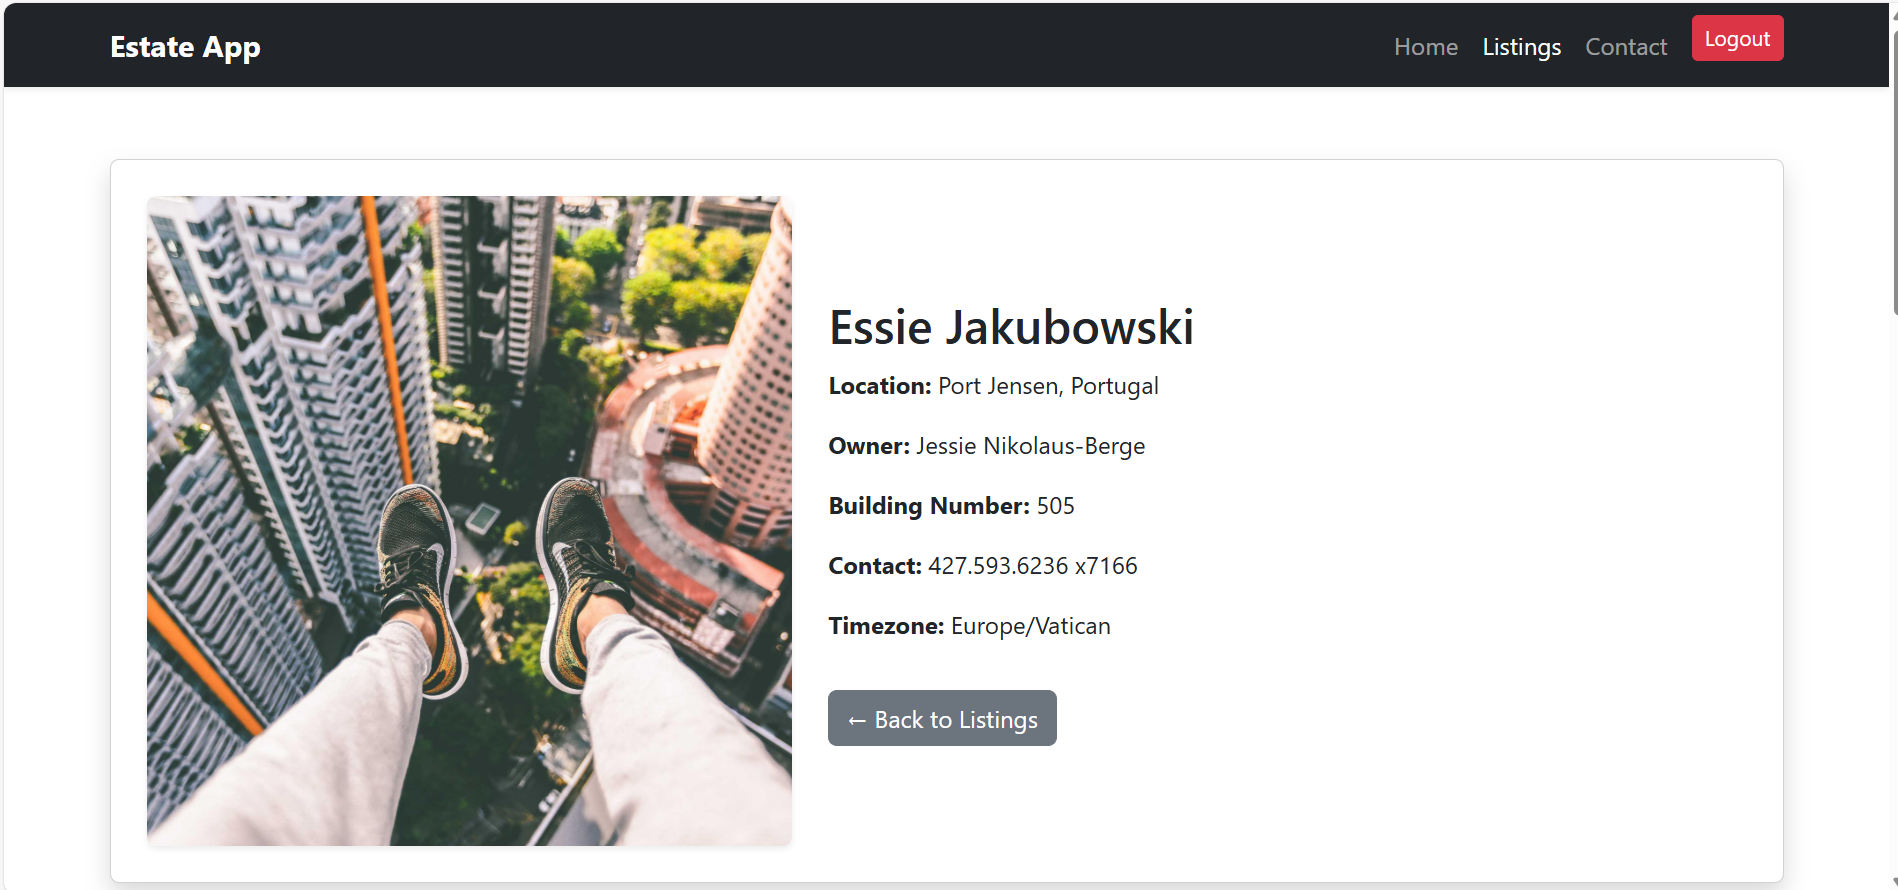 Estate App
Home Listings Contact Logout
Essie Jakubowski
Location: Port Jensen, Portugal
Owner: Jessie Nikolaus-Berge
Building Number: 505
Contact: 427.593.6236 x7166
Timezone: Europe/Vatican
← Back to Listings